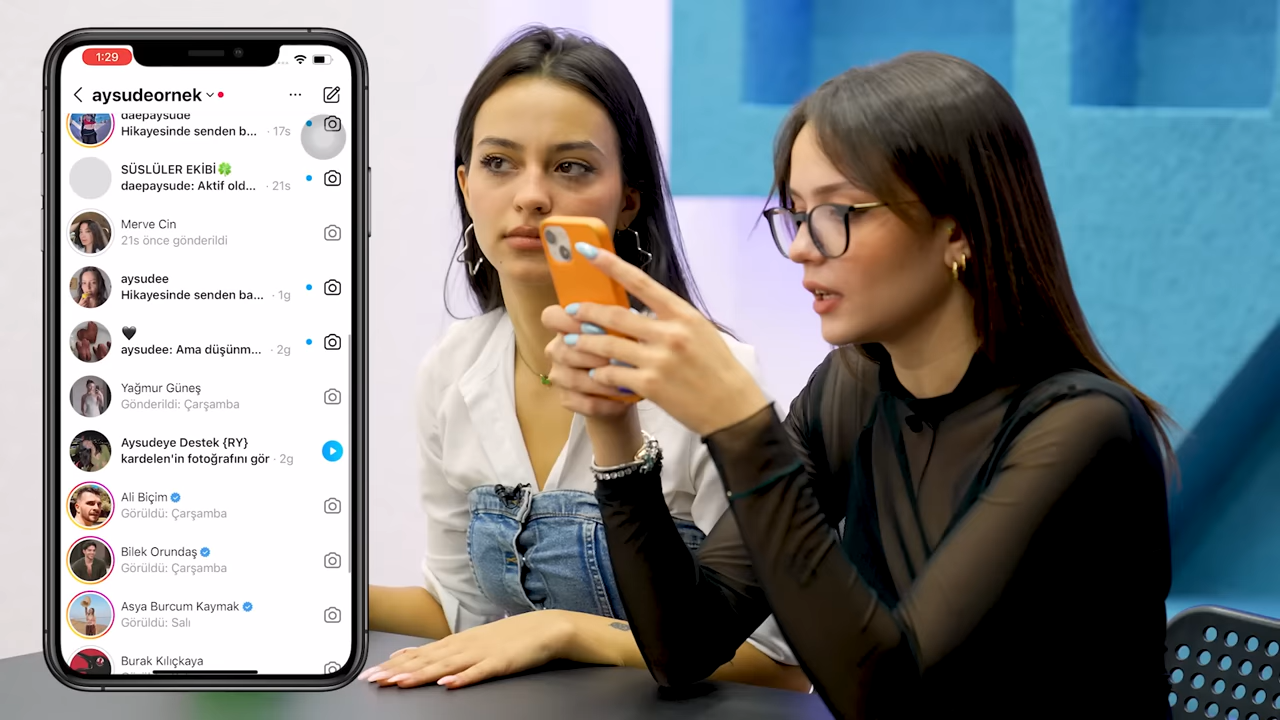 1:29
aysudeornek
daepaysude
Hikayesinde senden b... · 17s
SÜSLÜLER EKİBİ🍀
daepaysude: Aktif old... · 21s
Merve Cin
21s önce gönderildi
aysudee
Hikayesinde senden ba... · 1g
🖤
aysudee: Ama düşünm... · 2g
Yağmur Güneş
Gönderildi: Çarşamba
Aysudeye Destek {RY}
kardelen'in fotoğrafını gör · 2g
Ali Biçim
Görüldü: Çarşamba
Bilek Orundaş
Görüldü: Çarşamba
Asya Burcum Kaymak
Görüldü: Salı
Burak Kılıçkaya